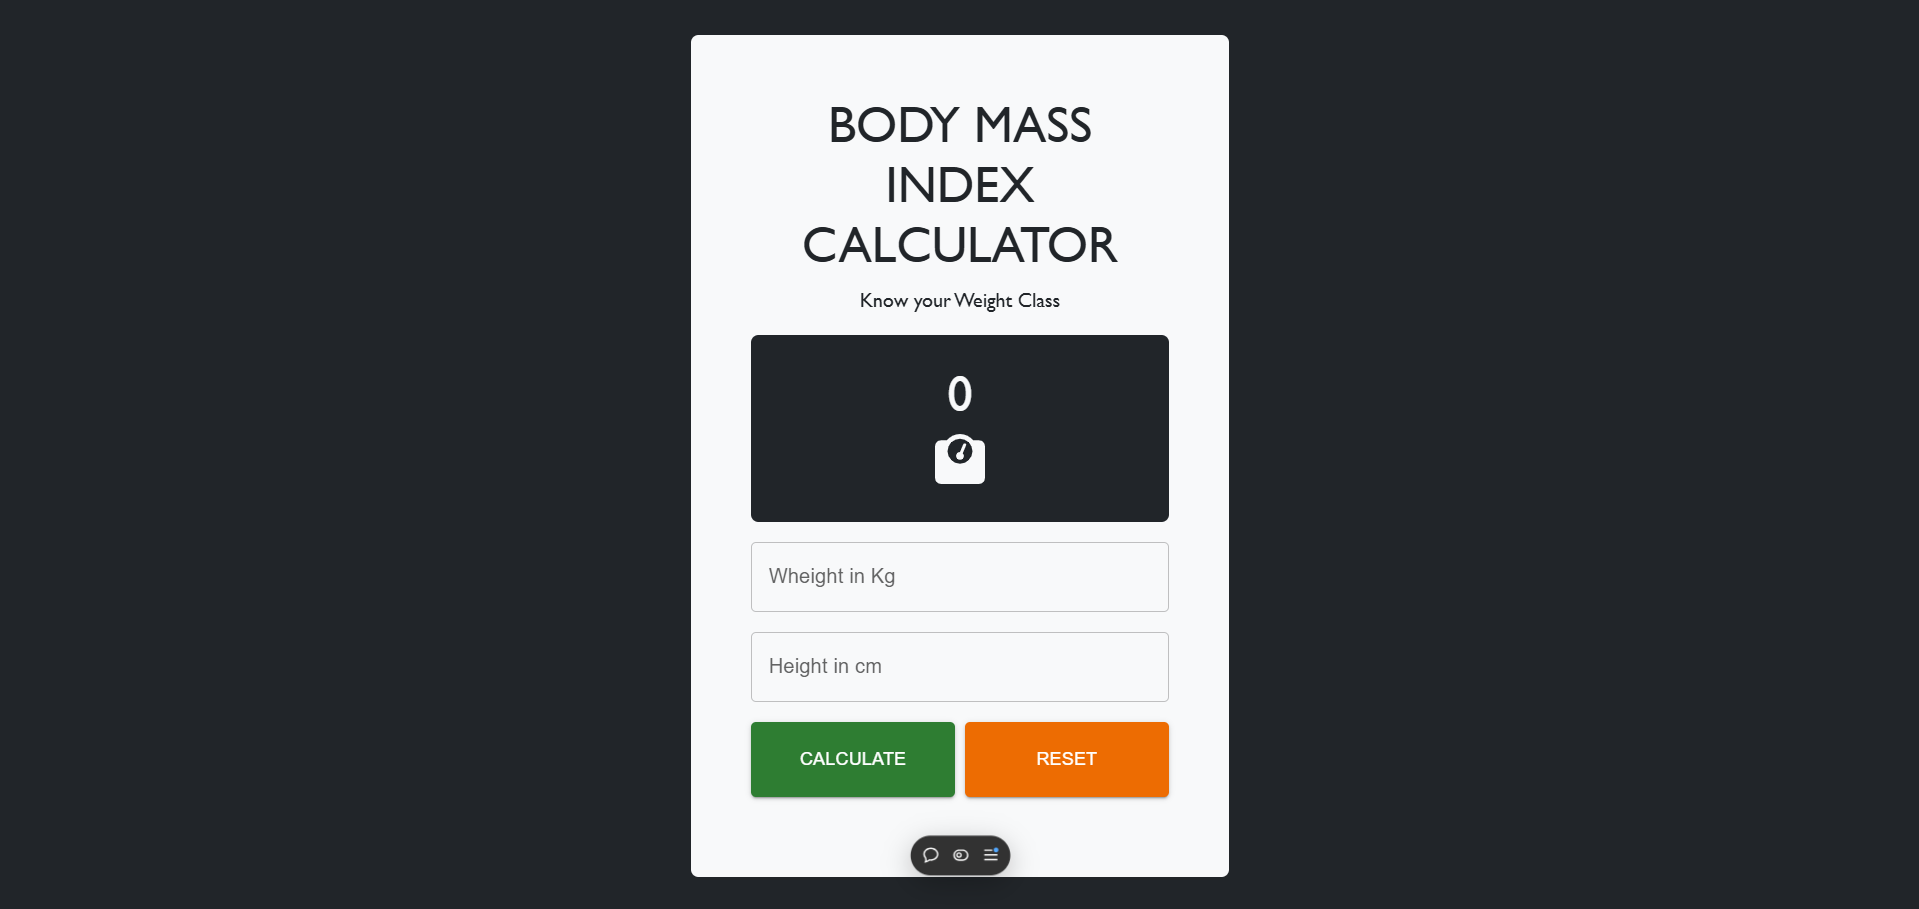 BODY MASS
INDEX
CALCULATOR
Know your Weight Class
0
Wheight in Kg
Height in cm
CALCULATE
RESET